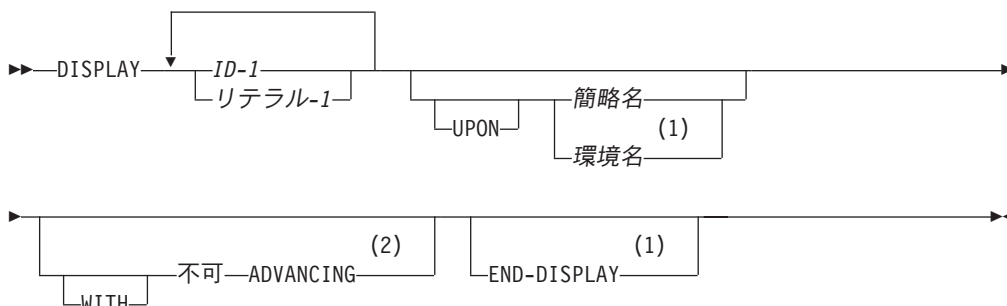 DISPLAY ID-1
リテラル-1
簡略名
UPON (1)
環境名
(2) (1)
不可 ADVANCING END-DISPLAY
WITH